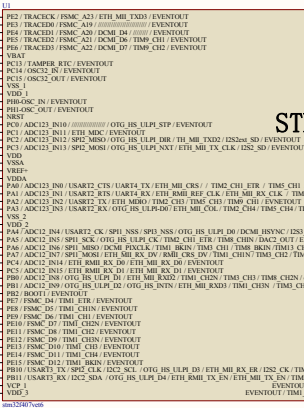 U1
PE2 / TRACECK / FSMC_A23 / ETH_MII_TXD3 / EVENTOUT
PE3 / TRACED0 / FSMC_A19 / //////////////////// / EVENTOUT
PE4 / TRACED1 / FSMC_A20 / DCMI_D4 / //////// / EVENTOUT
PE5 / TRACED2 / FSMC_A21 / DCMI_D6 / TIM9_CH1 / EVENTOUT
PE6 / TRACED3 / FSMC_A22 / DCMI_D7 / TIM9_CH2 / EVENTOUT
VBAT
PC13 / TAMPER_RTC / EVENTOUT
PC14 / OSC32_IN / EVENTOUT
PC15 / OSC32_OUT / EVENTOUT
VSS_1
VDD_1
PH0-OSC_IN / EVENTOUT
PH1-OSC_OUT / EVENTOUT
NRST
ST
PC0 / ADC123_IN10 / //////////////// / OTG_HS_ULPI_STP / EVENTOUT
PC1 / ADC123_IN11 / ETH_MDC / EVENTOUT
PC2 / ADC123_IN12 / SPI2_MISO / OTG_HS_ULPI_DIR / TH_MII_TXD2 / I2S2ext_SD / EVENTOUT
PC3 / ADC123_IN13 / SPI2_MOSI / OTG_HS_ULPI_NXT / ETH_MII_TX_CLK / I2S2_SD / EVENTOUT
VDD
VSSA
VREF+
VDDA
PA0 / ADC123_IN0 / USART2_CTS / UART4_TX / ETH_MII_CRS / / TIM2_CH1_ETR / TIM5_CH1
PA1 / ADC123_IN1 / USART2_RTS / UART4_RX / ETH_RMII_REF_CLK / ETH_MII_RX_CLK / TIM
PA2 / ADC123_IN2 / USART2_TX / ETH_MDIO / TIM2_CH3 / TIM5_CH3 / TIM9_CH1 / EVNETOUT
PA3 / ADC123_IN3 / USART2_RX / OTG_HS_ULPI-D0 / ETH_MII_COL / TIM2_CH4 / TIM5_CH4 / TI
VSS_2
VDD_2
PA4 / ADC12_IN4 / USART2_CK / SPI1_NSS / SPI3_NSS / OTG_HS_ULPI_D0 / DCMI_HSYNC / I2S3
PA5 / ADC12_IN5 / SPI1_SCK / OTG_HS_ULPI_CK / TIM2_CH1_ETR / TIM8_CH1N / DAC2_OUT / E
PA6 / ADC12_IN6 / SPI1_MISO / DCMI_PIXCLK / TIM1_BKIN / TIM3_CH1 / TIM8_BKIN / TIM13 C
PA7 / ADC12_IN7 / SPI1_MOSI / ETH_MII_RX_DV / RMII_CRS_DV / TIM1_CH1N / TIM3_CH2 / TIM
PC4 / ADC12_IN14 / ETH_RMII_RX_D0 / ETH_MII_RX_D0 / EVENTOUT
PC5 / ADC12_IN15 / ETH_RMII_RX_D1 / ETH_MII_RX_D1 / EVENTOUT
PB0 / ADC12_IN8 / OTG_HS_ULPI_D1 / ETH_MII_RXD2 / TIM1_CH2N / TIM3_CH3 / TIM8_CH2N /
PB1 / ADC12_IN9 / OTG_HS_ULPI_D2 / OTG_HS_INTN / ETH_MII_RXD3 / TIM1_CH3N / TIM3_CH
PB2 / BOOT1 / EVENTOUT
PE7 / FSMC_D4 / TIM1_ETR / EVENTOUT
PE8 / FSMC_D5 / TIM1_CH1N / EVENTOUT
PE9 / FSMC_D6 / TIM1_CH1 / EVENTOUT
PE10 / FSMC_D7 / TIM1_CH2N / EVENTOUT
PE11 / FSMC_D8 / TIM1_CH2 / EVENTOUT
PE12 / FSMC_D9 / TIM1_CH3N / EVENTOUT
PE13 / FSMC_D10 / TIM1_CH3 / EVENTOUT
PE14 / FSMC_D11 / TIM1_CH4 / EVENTOUT
PE15 / FSMC_D12 / TIM1_BKIN / EVENTOUT
PB10 / USART3_TX / SPI2_CLK / I2C2_SCL / OTG_HS_ULPI_D3 / ETH_MII_RX_ER / I2S2_CK / TIM
PB11 / USART3_RX / I2C2_SDA / OTG_HS_ULPI_D4 / ETH_RMII_TX_EN / ETH_MII_TX_EN / TIM
VCP_1 EVENTOUT
VDD_3 EVENTOUT
stm32f407vet6